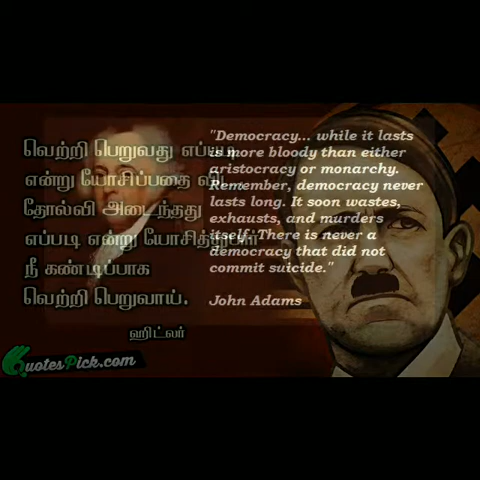 "Democracy... while it lasts
is more bloody than either
aristocracy or monarchy.
Remember, democracy never
lasts long. It soon wastes,
exhausts, and murders
itself. There is never a
democracy that did not
commit suicide."
John Adams
வெற்றி பெறுவது எப்படி
என்று யோசிப்பதை விட
தோல்வி அடைந்தது
எப்படி என்று யோசித்துபார்
நீ கண்டிப்பாக
வெற்றி பெறுவாய்.
ஹிட்லர்
QuotesPick.com